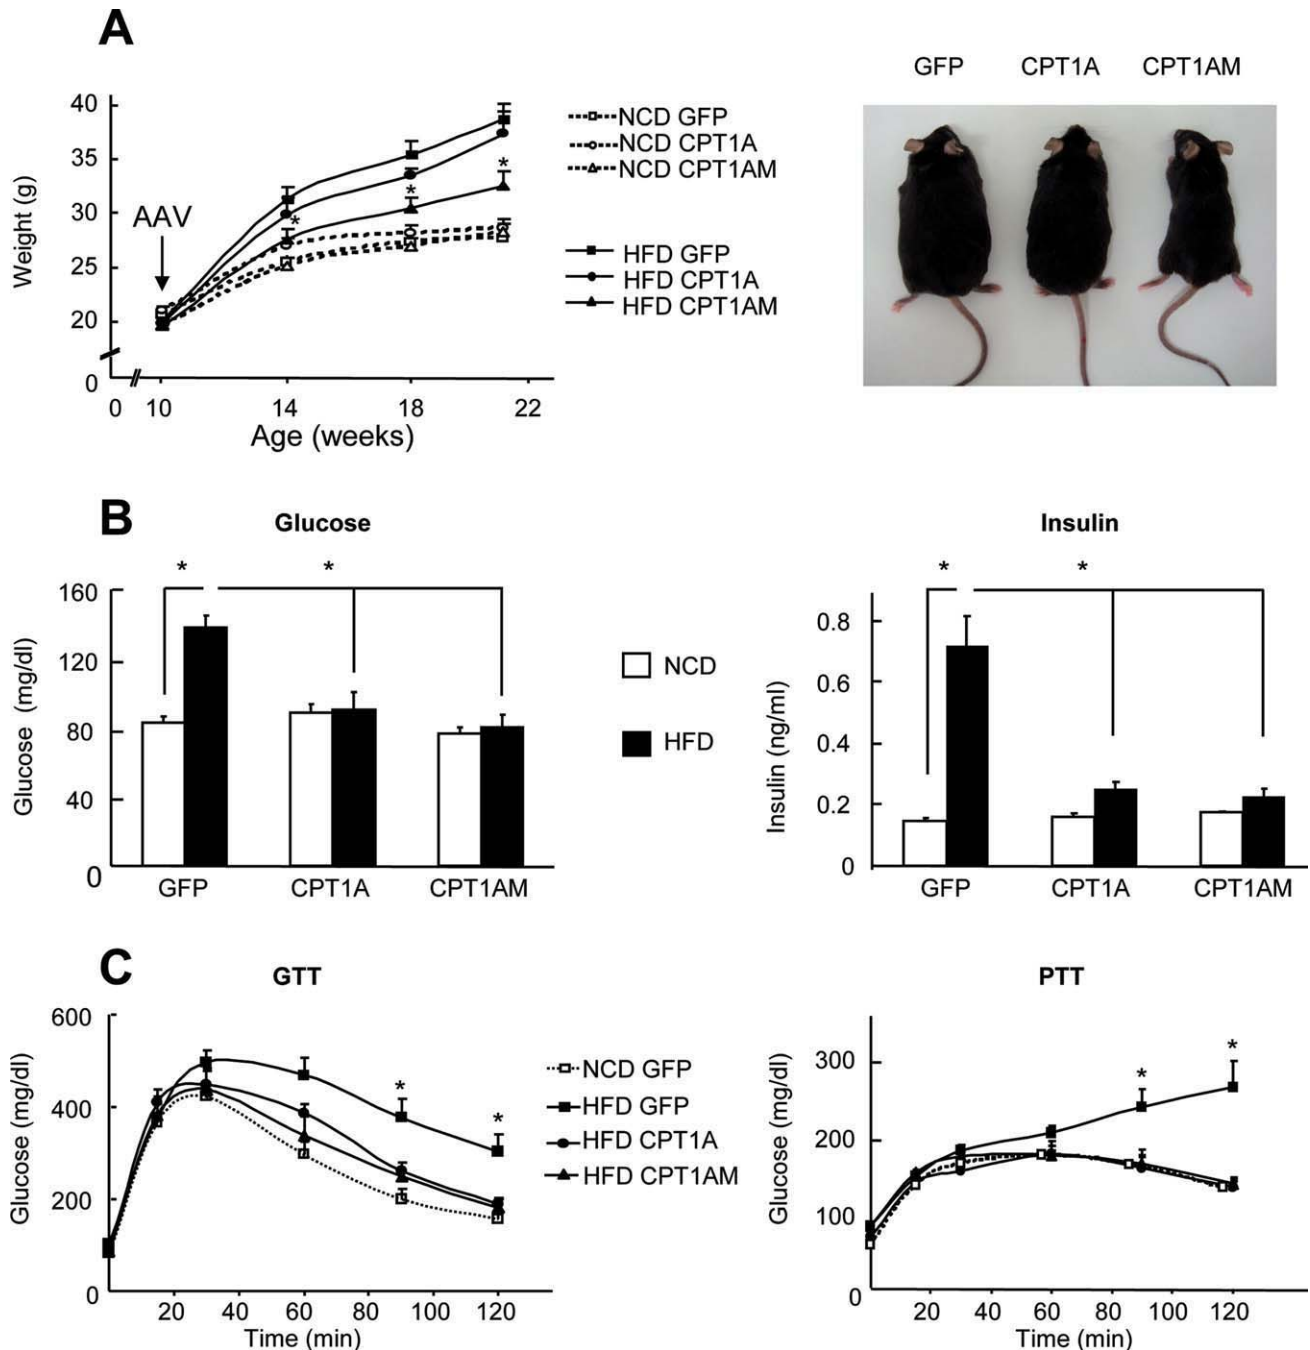 A
GFP CPT1A CPT1AM
40
35
30
25
20
0
Weight (g)
AAV
*
*
*
NCD GFP
NCD CPT1A
NCD CPT1AM
HFD GFP
HFD CPT1A
HFD CPT1AM
0 10 14 18 22
Age (weeks)
B
Glucose
* *
160
120
80
40
0
Glucose (mg/dl)
GFP CPT1A CPT1AM
NCD
HFD
Insulin
* *
0.8
0.6
0.4
0.2
0
Insulin (ng/ml)
GFP CPT1A CPT1AM
C
GTT
600
400
200
0
Glucose (mg/dl)
* *
20 40 60 80 100 120
Time (min)
NCD GFP
HFD GFP
HFD CPT1A
HFD CPT1AM
PTT
300
200
100
0
Glucose (mg/dl)
* *
20 40 60 80 100 120
Time (min)